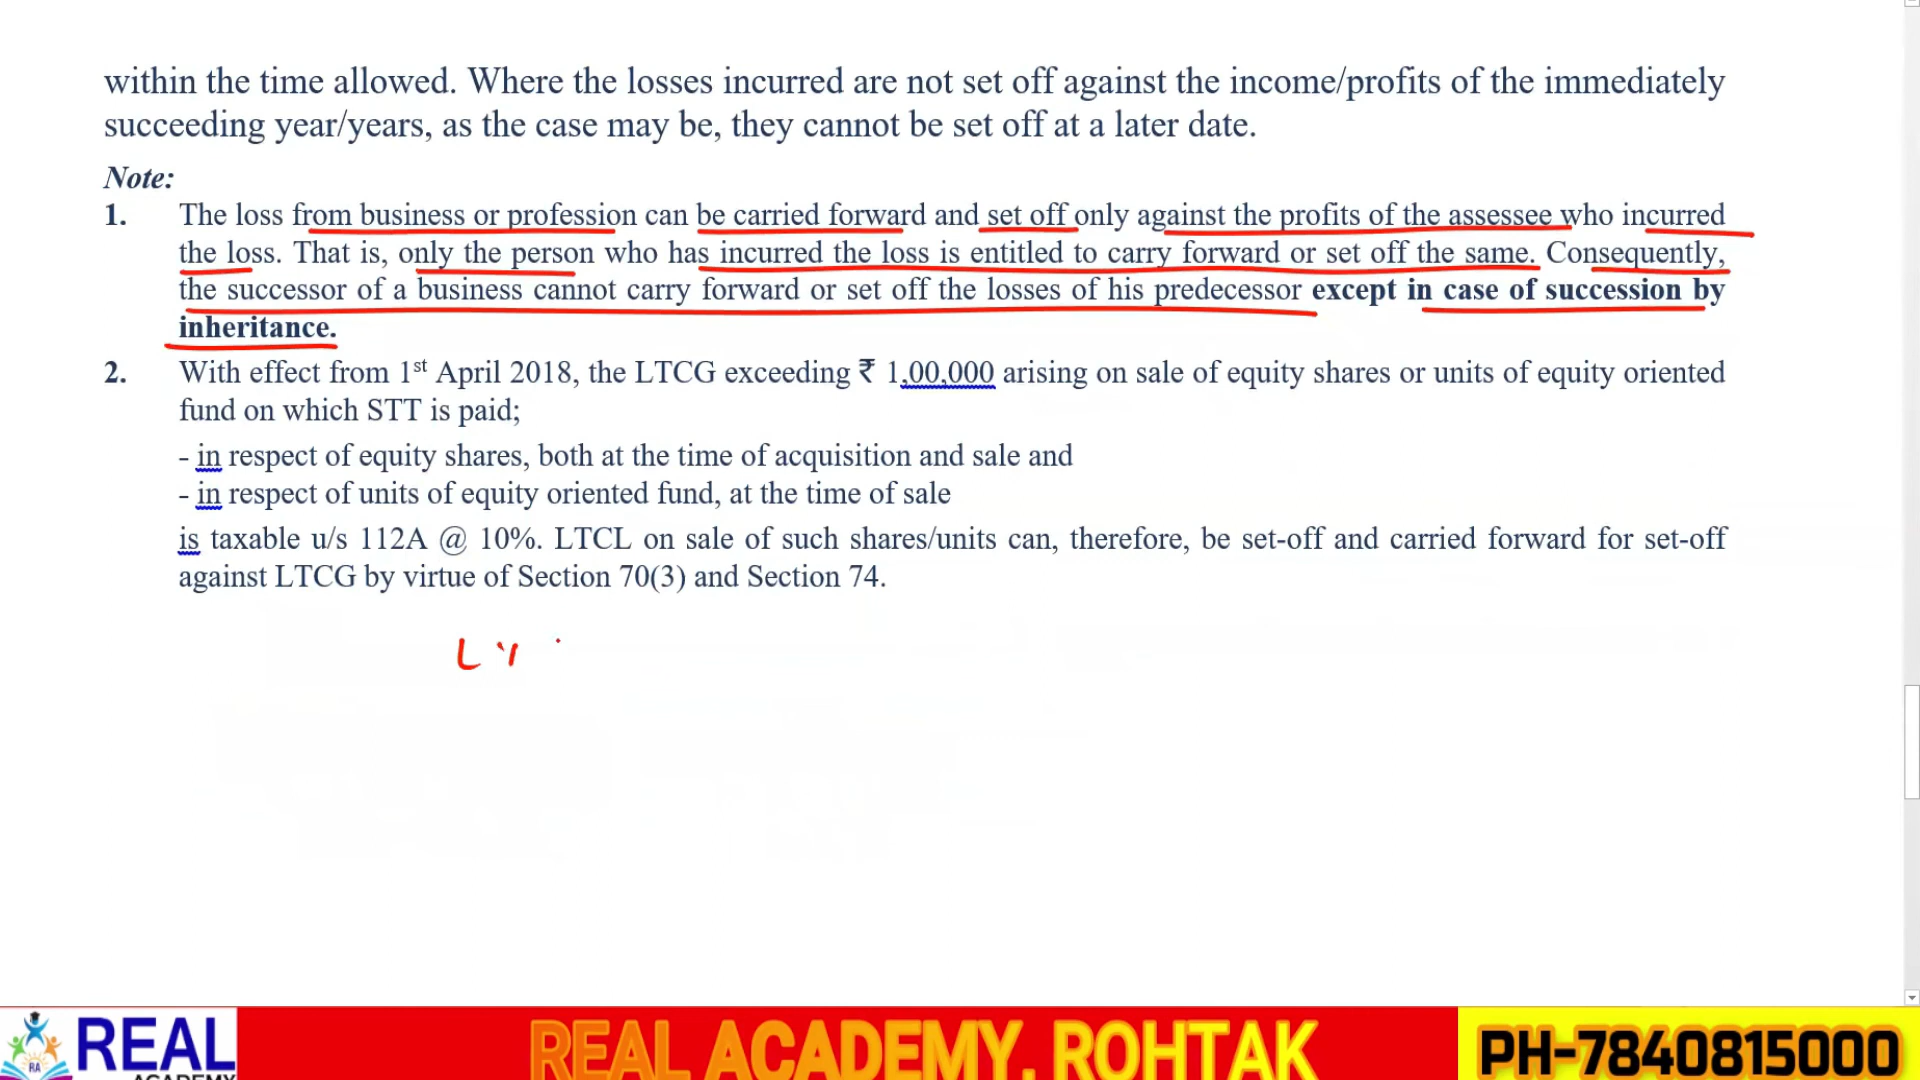 within the time allowed. Where the losses incurred are not set off against the income/profits of the immediately
succeeding year/years, as the case may be, they cannot be set off at a later date.
Note:
1. The loss from business or profession can be carried forward and set off only against the profits of the assessee who incurred
the loss. That is, only the person who has incurred the loss is entitled to carry forward or set off the same. Consequently,
the successor of a business cannot carry forward or set off the losses of his predecessor except in case of succession by
inheritance.
2. With effect from 1st April 2018, the LTCG exceeding ₹ 1,00,000 arising on sale of equity shares or units of equity oriented
fund on which STT is paid;
- in respect of equity shares, both at the time of acquisition and sale and
- in respect of units of equity oriented fund, at the time of sale
is taxable u/s 112A @ 10%. LTCL on sale of such shares/units can, therefore, be set-off and carried forward for set-off
against LTCG by virtue of Section 70(3) and Section 74.
L
RA
REAL
ACADEMY
REAL ACADEMY, ROHTAK
PH-7840815000